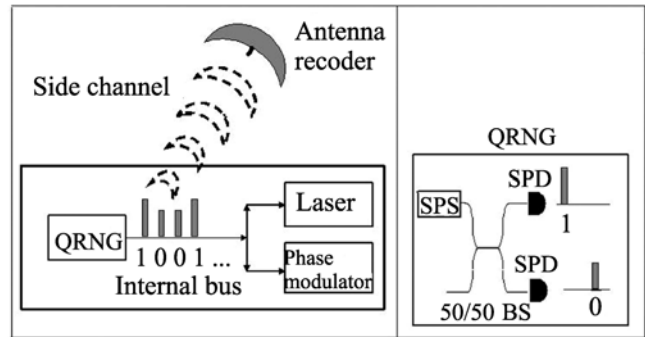 Antenna
recoder
Side channel
QRNG
1 0 0 1 ...
Internal bus
Laser
Phase
modulator
QRNG
SPS
SPD
1
SPD
0
50/50 BS